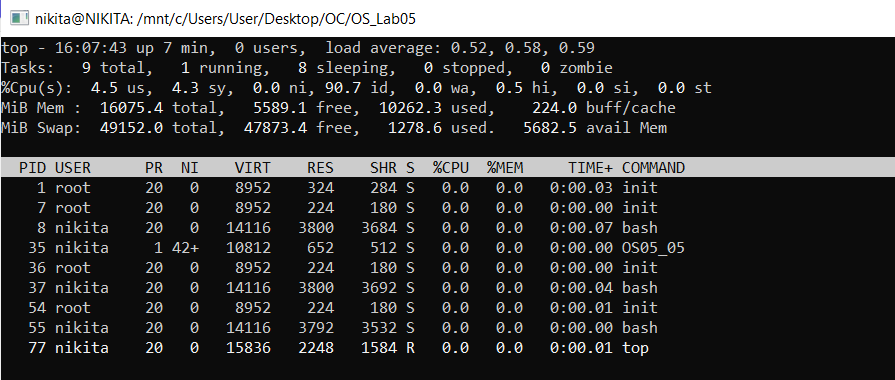 nikita@NIKITA: /mnt/c/Users/User/Desktop/OC/OS_Lab05
top - 16:07:43 up 7 min,  0 users,  load average: 0.52, 0.58, 0.59
Tasks:   9 total,   1 running,   8 sleeping,   0 stopped,   0 zombie
%Cpu(s):  4.5 us,  4.3 sy,  0.0 ni, 90.7 id,  0.0 wa,  0.5 hi,  0.0 si,  0.0 st
MiB Mem :  16075.4 total,   5589.1 free,  10262.3 used,    224.0 buff/cache
MiB Swap:  49152.0 total,  47873.4 free,   1278.6 used.   5682.5 avail Mem
PID USER      PR  NI    VIRT    RES    SHR S  %CPU  %MEM     TIME+ COMMAND
1 root      20   0    8952    324    284 S   0.0   0.0   0:00.03 init
7 root      20   0    8952    224    180 S   0.0   0.0   0:00.00 init
8 nikita    20   0   14116   3800   3684 S   0.0   0.0   0:00.07 bash
35 nikita     1 42+   10812    652    512 S   0.0   0.0   0:00.00 OS05_05
36 root      20   0    8952    224    180 S   0.0   0.0   0:00.00 init
37 nikita    20   0   14116   3800   3692 S   0.0   0.0   0:00.04 bash
54 root      20   0    8952    224    180 S   0.0   0.0   0:00.01 init
55 nikita    20   0   14116   3792   3532 S   0.0   0.0   0:00.00 bash
77 nikita    20   0   15836   2248   1584 R   0.0   0.0   0:00.01 top